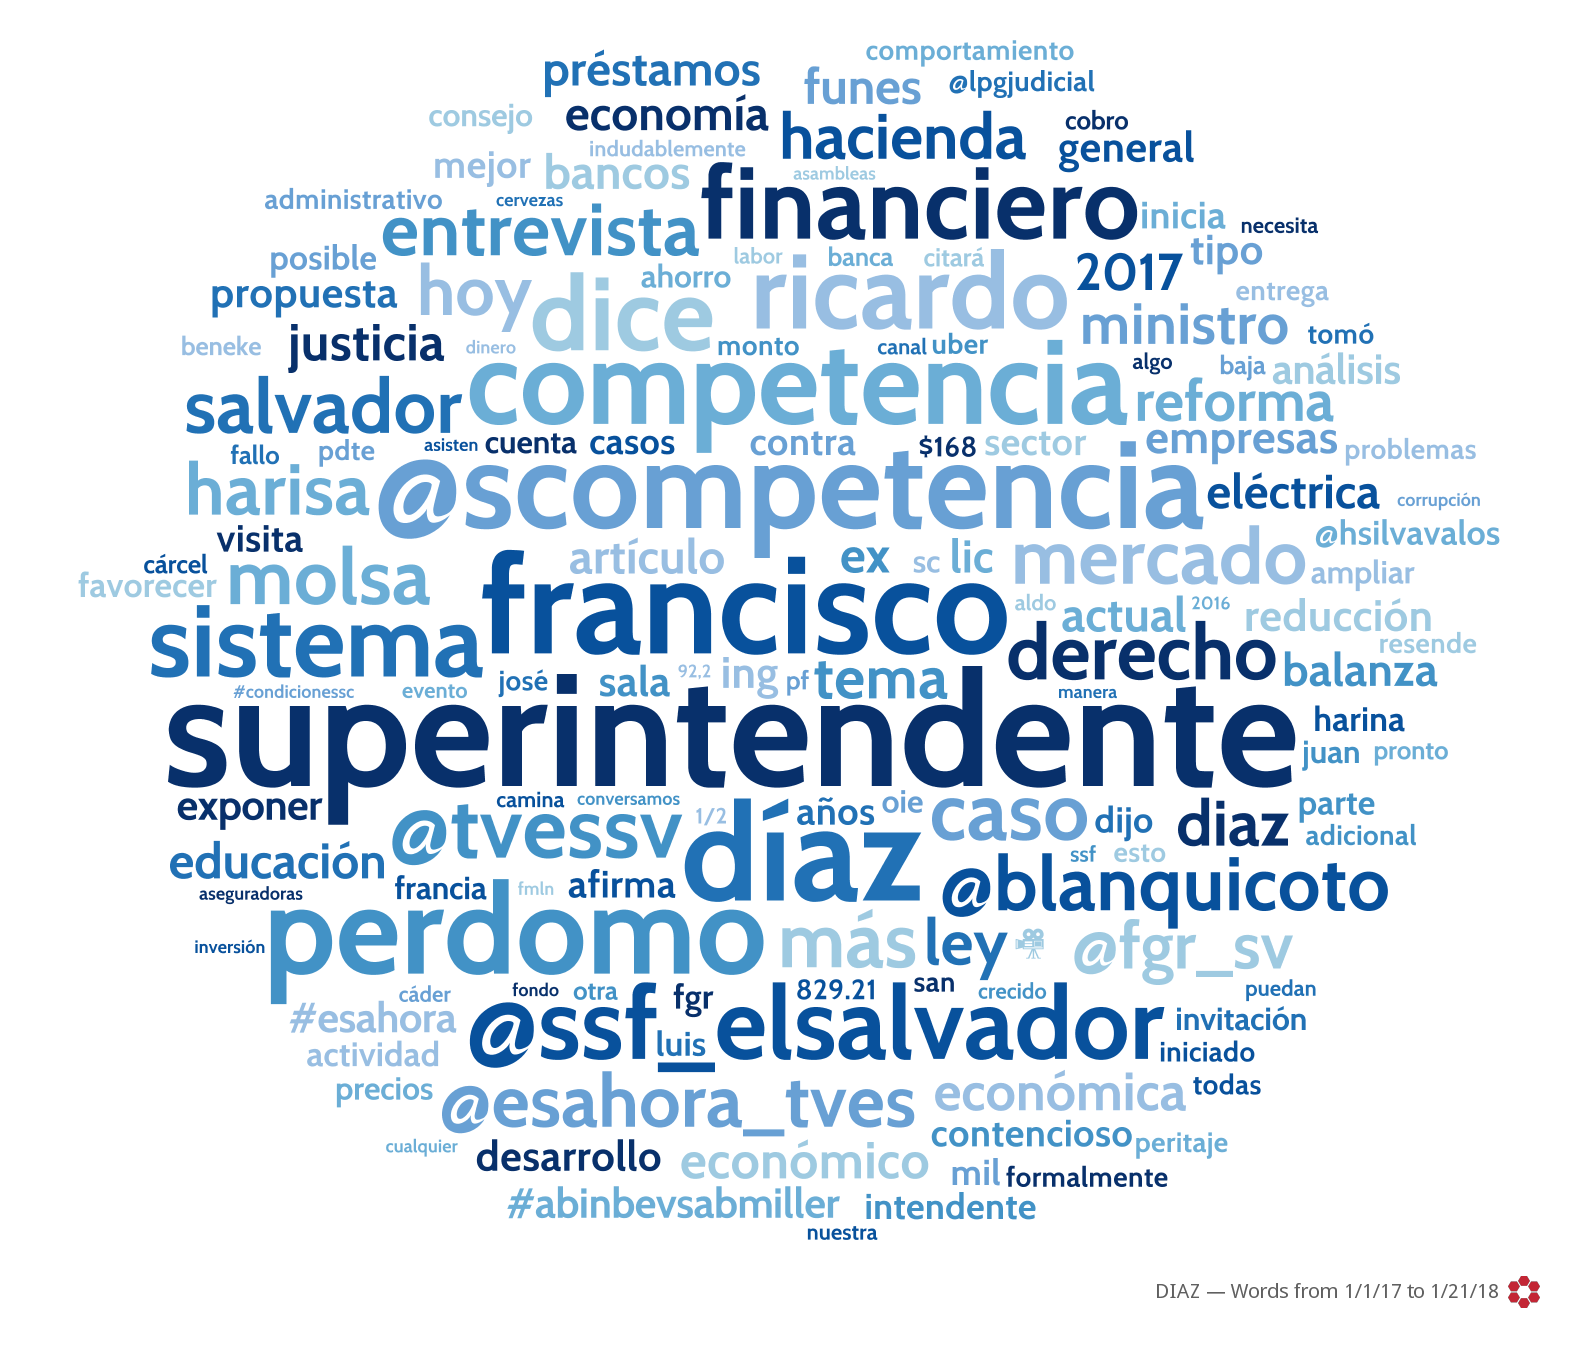 comportamiento
préstamos funes @lpgjudicial
consejo economía hacienda cobro
indudablemente general
mejor bancos asambleas
administrativo cervezas financiero
entrevista inicia necesita
posible labor banca citará tipo
propuesta hoy dice ahorro ricardo 2017 entrega
ministro tomó
beneke justicia dinero monto canal uber algo baja análisis
salvador competencia reforma
fallo pdte asisten cuenta casos contra $168 sector empresas problemas
harisa @scompetencia eléctrica corrupción
visita @hsilvavalos
cárcel artículo ex sc lic mercado ampliar
favorecer molsa
francisco aldo actual 2016 reducción
sistema derecho resende
josé sala 92,2 ing pf tema balanza
#condicionessc evento manera
superintendente harina
juan pronto
exponer camina conversamos 1/2 años oie caso dijo diaz parte
@tvessv díaz adicional
educación ssf esto
aseguradoras francia fmln afirma @blanquicoto
perdomo más ley @fgr_sv
inversión
cáder fondo otra fgr 829.21 san crecido puedan
#esahora @ssf_elsalvador invitación
actividad luis iniciado
precios @esahora_tves económica todas
cualquier contencioso peritaje
desarrollo económico mil formalmente
#abinbevsabmiller intendente
nuestra
DIAZ — Words from 1/1/17 to 1/21/18